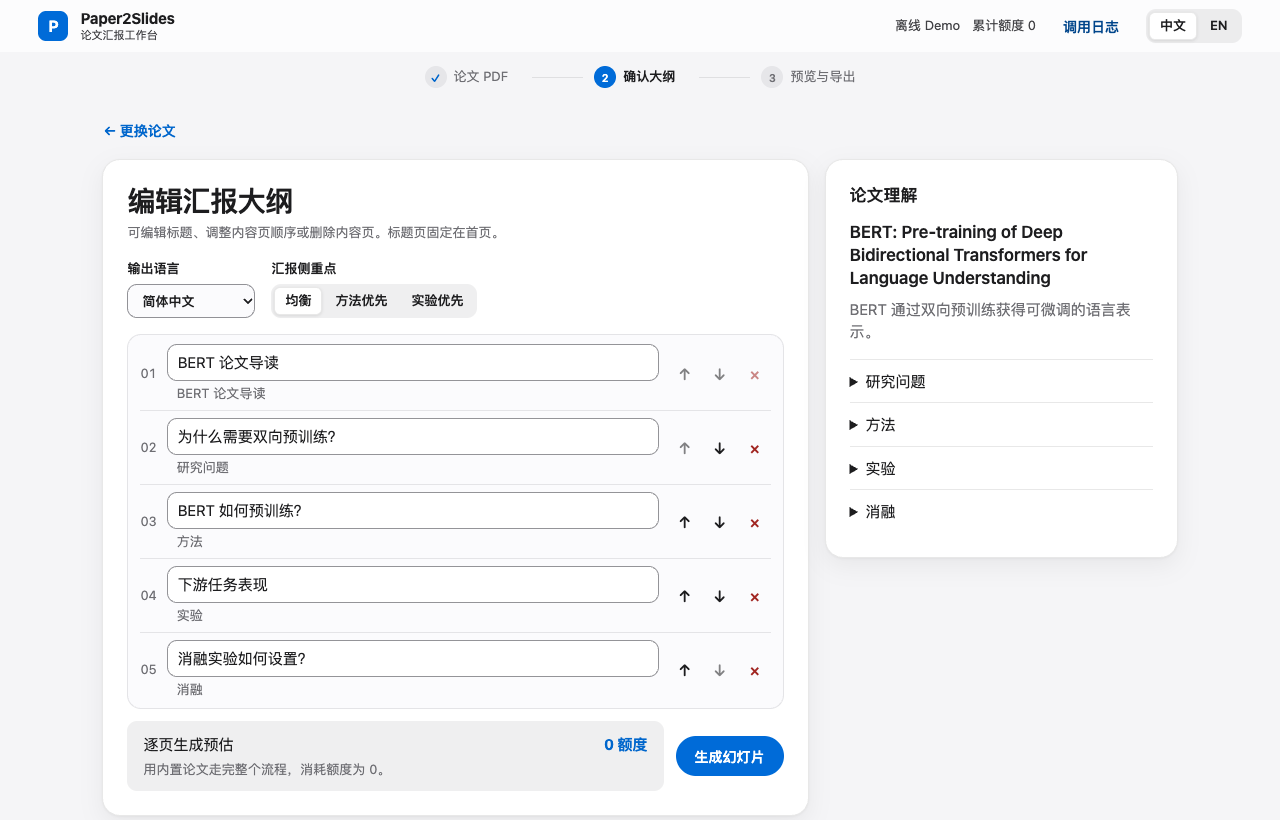 P
Paper2Slides
论文汇报工作台
离线 Demo 累计额度 0 调用日志 中文 EN
✓ 论文 PDF 2 确认大纲 3 预览与导出
← 更换论文
编辑汇报大纲
可编辑标题、调整内容页顺序或删除内容页。标题页固定在首页。
输出语言 汇报侧重点
简体中文 均衡 方法优先 实验优先
01 BERT 论文导读 ↑ ↓ ×
BERT 论文导读
02 为什么需要双向预训练? ↑ ↓ ×
研究问题
03 BERT 如何预训练? ↑ ↓ ×
方法
04 下游任务表现 ↑ ↓ ×
实验
05 消融实验如何设置? ↑ ↓ ×
消融
逐页生成预估 0 额度
用内置论文走完整个流程，消耗额度为 0。
生成幻灯片
论文理解
BERT: Pre-training of Deep
Bidirectional Transformers for
Language Understanding
BERT 通过双向预训练获得可微调的语言表
示。
▶ 研究问题
▶ 方法
▶ 实验
▶ 消融